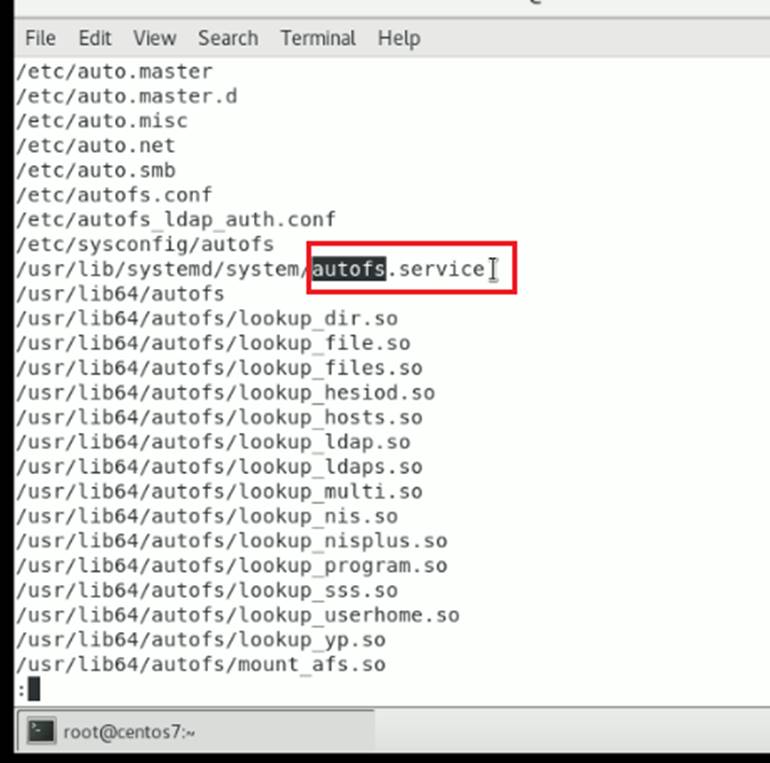 File Edit View Search Terminal Help
/etc/auto.master
/etc/auto.master.d
/etc/auto.misc
/etc/auto.net
/etc/auto.smb
/etc/autofs.conf
/etc/autofs_ldap_auth.conf
/etc/sysconfig/autofs
/usr/lib/systemd/system/autofs.service
/usr/lib64/autofs
/usr/lib64/autofs/lookup_dir.so
/usr/lib64/autofs/lookup_file.so
/usr/lib64/autofs/lookup_files.so
/usr/lib64/autofs/lookup_hesiod.so
/usr/lib64/autofs/lookup_hosts.so
/usr/lib64/autofs/lookup_ldap.so
/usr/lib64/autofs/lookup_ldaps.so
/usr/lib64/autofs/lookup_multi.so
/usr/lib64/autofs/lookup_nis.so
/usr/lib64/autofs/lookup_nisplus.so
/usr/lib64/autofs/lookup_program.so
/usr/lib64/autofs/lookup_sss.so
/usr/lib64/autofs/lookup_userhome.so
/usr/lib64/autofs/lookup_yp.so
/usr/lib64/autofs/mount_afs.so
:
root@centos7:~